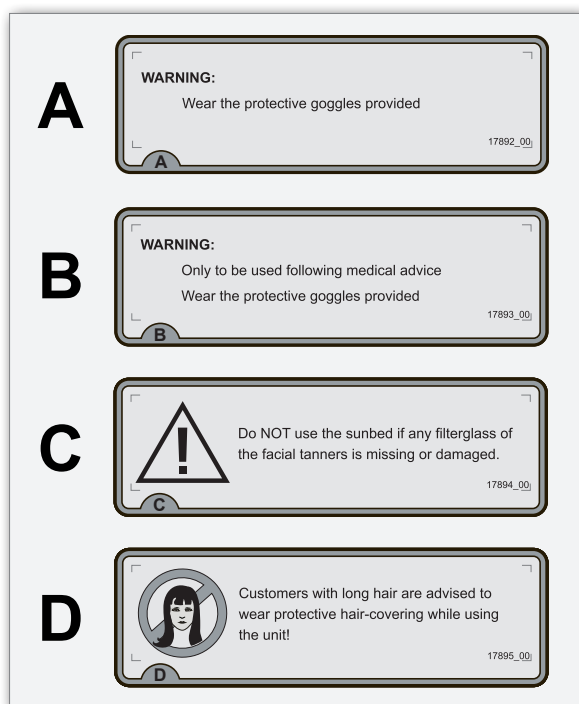 A
WARNING:
Wear the protective goggles provided
17892_00
A
B
WARNING:
Only to be used following medical advice
Wear the protective goggles provided
17893_00
B
C
Do NOT use the sunbed if any filterglass of
the facial tanners is missing or damaged.
17894_00
C
D
Customers with long hair are advised to
wear protective hair-covering while using
the unit!
17895_00
D